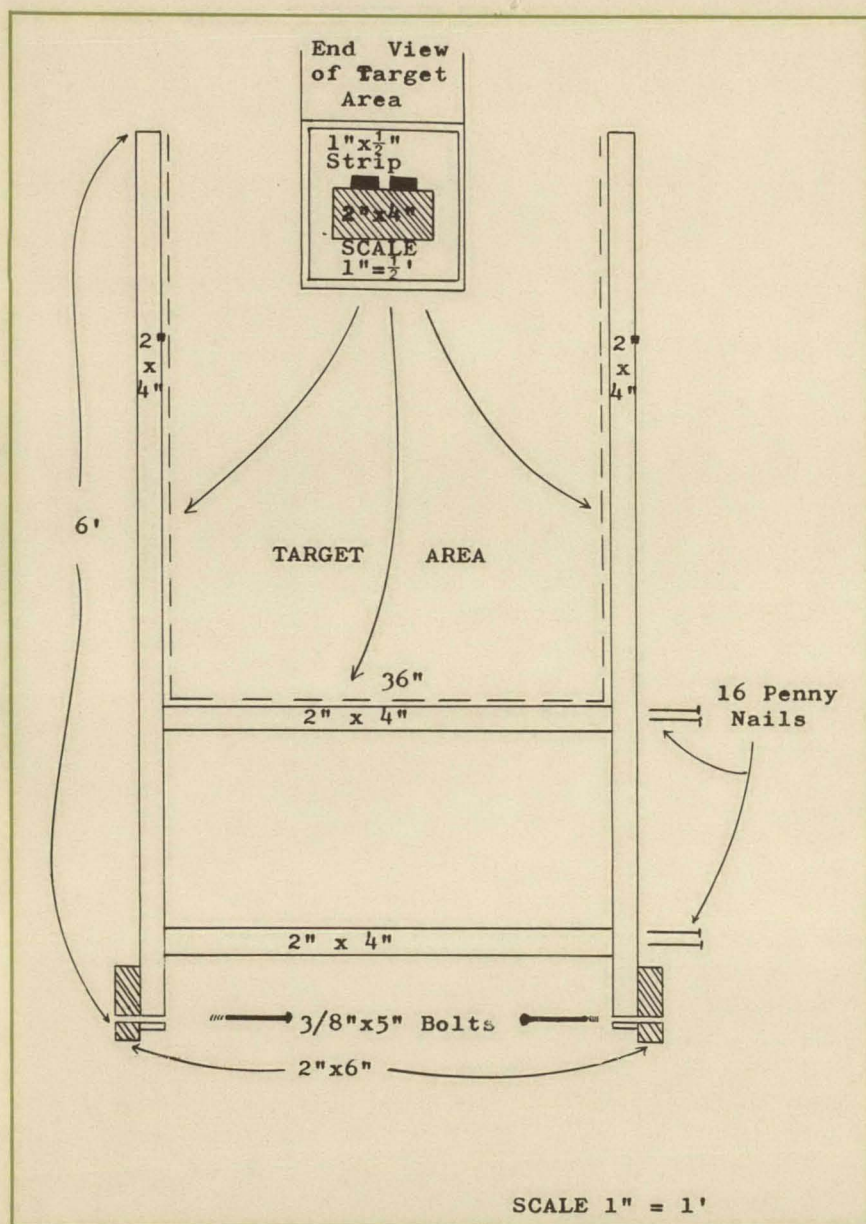 End View
of Target
Area
1"x½"
Strip
2"x4"
SCALE
1"=½'
2"
x
4"
2"
x
4"
6'
TARGET AREA
36"
2" x 4"
16 Penny
Nails
2" x 4"
3/8"x5" Bolts
2"x6"
SCALE 1" = 1'